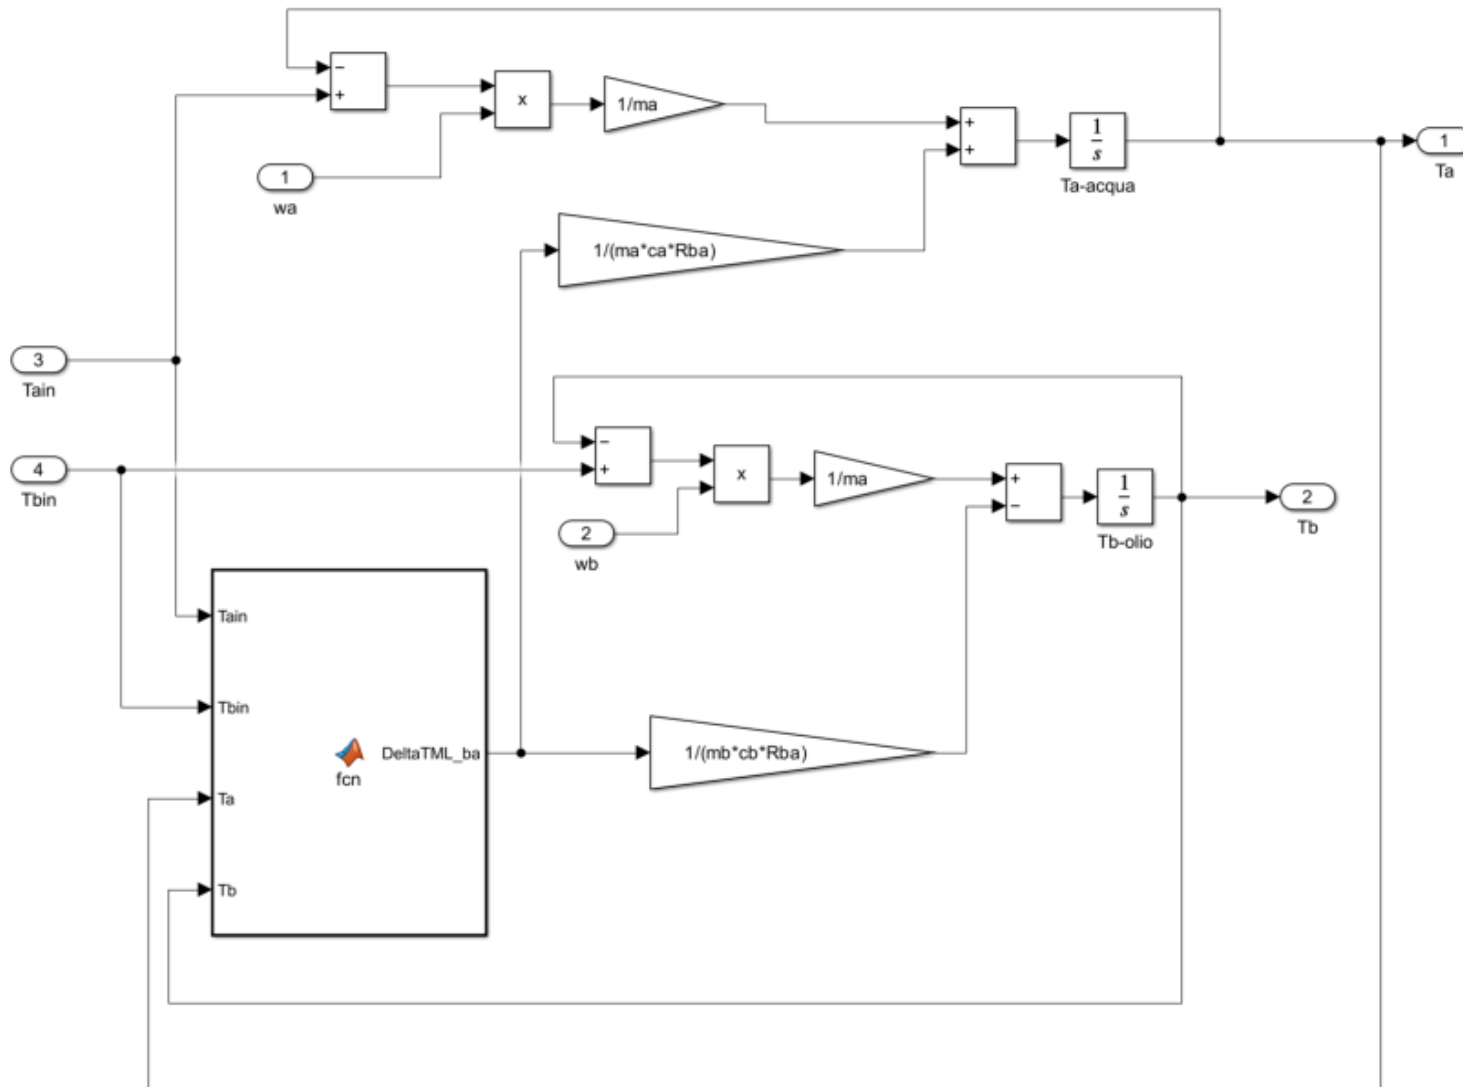 −
+
x
1/ma
+
+
1
s
Ta-acqua
1
Ta
1
wa
1/(ma*ca*Rba)
3
Tain
−
+
x
1/ma
+
−
1
s
Tb-olio
2
Tb
4
Tbin
2
wb
Tain
Tbin
DeltaTML_ba
fcn
1/(mb*cb*Rba)
Ta
Tb